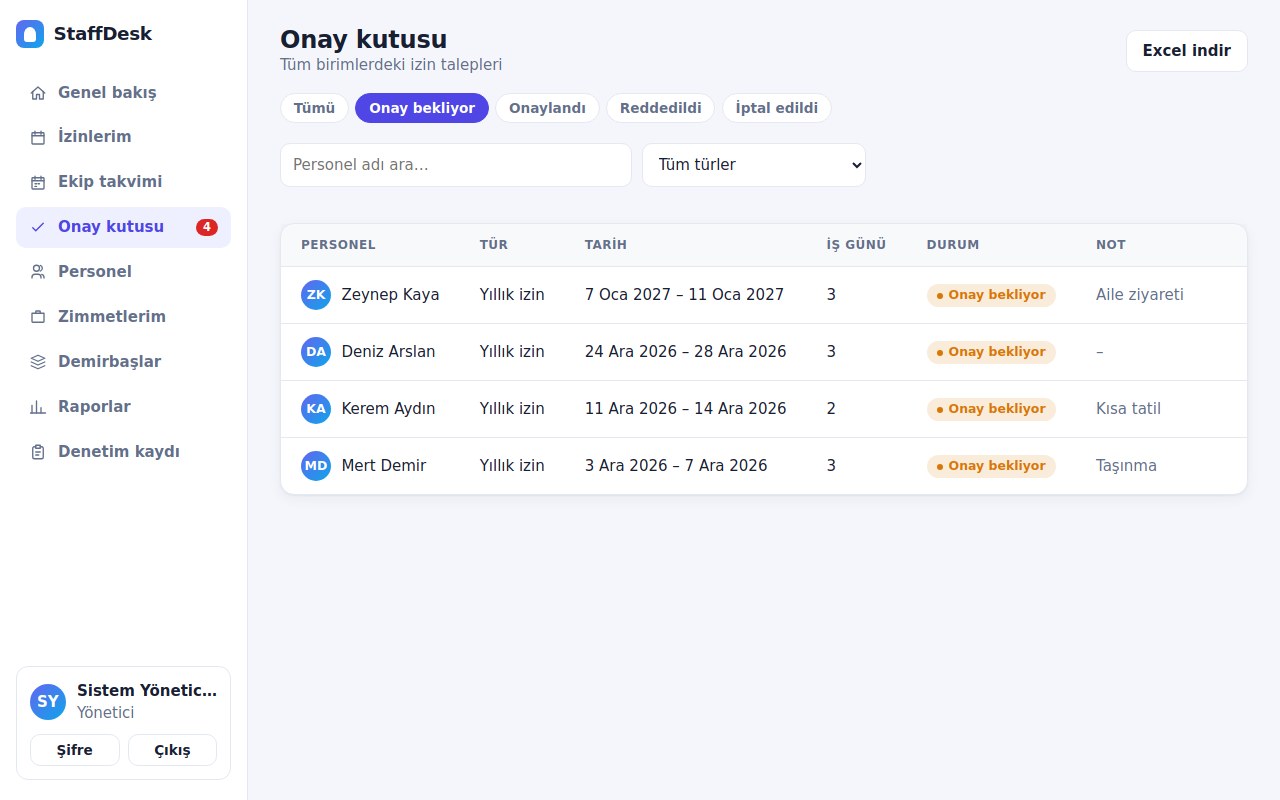 StaffDesk
Genel bakış
İzinlerim
Ekip takvimi
Onay kutusu 4
Personel
Zimmetlerim
Demirbaşlar
Raporlar
Denetim kaydı
SY Sistem Yönetic…
Yönetici
Şifre Çıkış
Onay kutusu
Tüm birimlerdeki izin talepleri
Excel indir
Tümü Onay bekliyor Onaylandı Reddedildi İptal edildi
Personel adı ara… Tüm türler
PERSONEL TÜR TARİH İŞ GÜNÜ DURUM NOT
ZK Zeynep Kaya Yıllık izin 7 Oca 2027 – 11 Oca 2027 3 Onay bekliyor Aile ziyareti
DA Deniz Arslan Yıllık izin 24 Ara 2026 – 28 Ara 2026 3 Onay bekliyor –
KA Kerem Aydın Yıllık izin 11 Ara 2026 – 14 Ara 2026 2 Onay bekliyor Kısa tatil
MD Mert Demir Yıllık izin 3 Ara 2026 – 7 Ara 2026 3 Onay bekliyor Taşınma